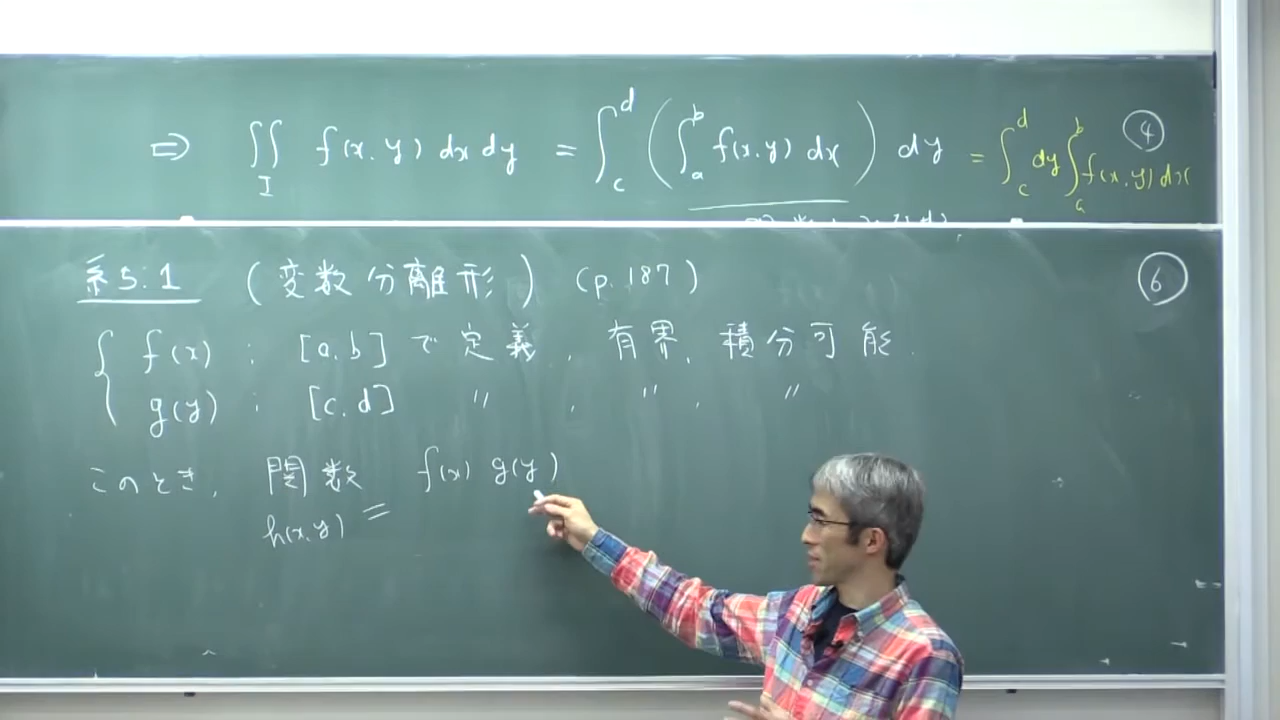 ⇒ ∬_I f(x,y) dx dy = ∫_c^d ( ∫_a^b f(x,y) dx ) dy = ∫_c^d dy ∫_a^b f(x,y) dx ④
系5.1 (変数分離形) (p.187) ⑥
{ f(x) : [a,b] で定義, 有界, 積分可能.
g(y) : [c,d] 〃 , 〃 , 〃
このとき, 関数 f(x) g(y)
h(x,y) =